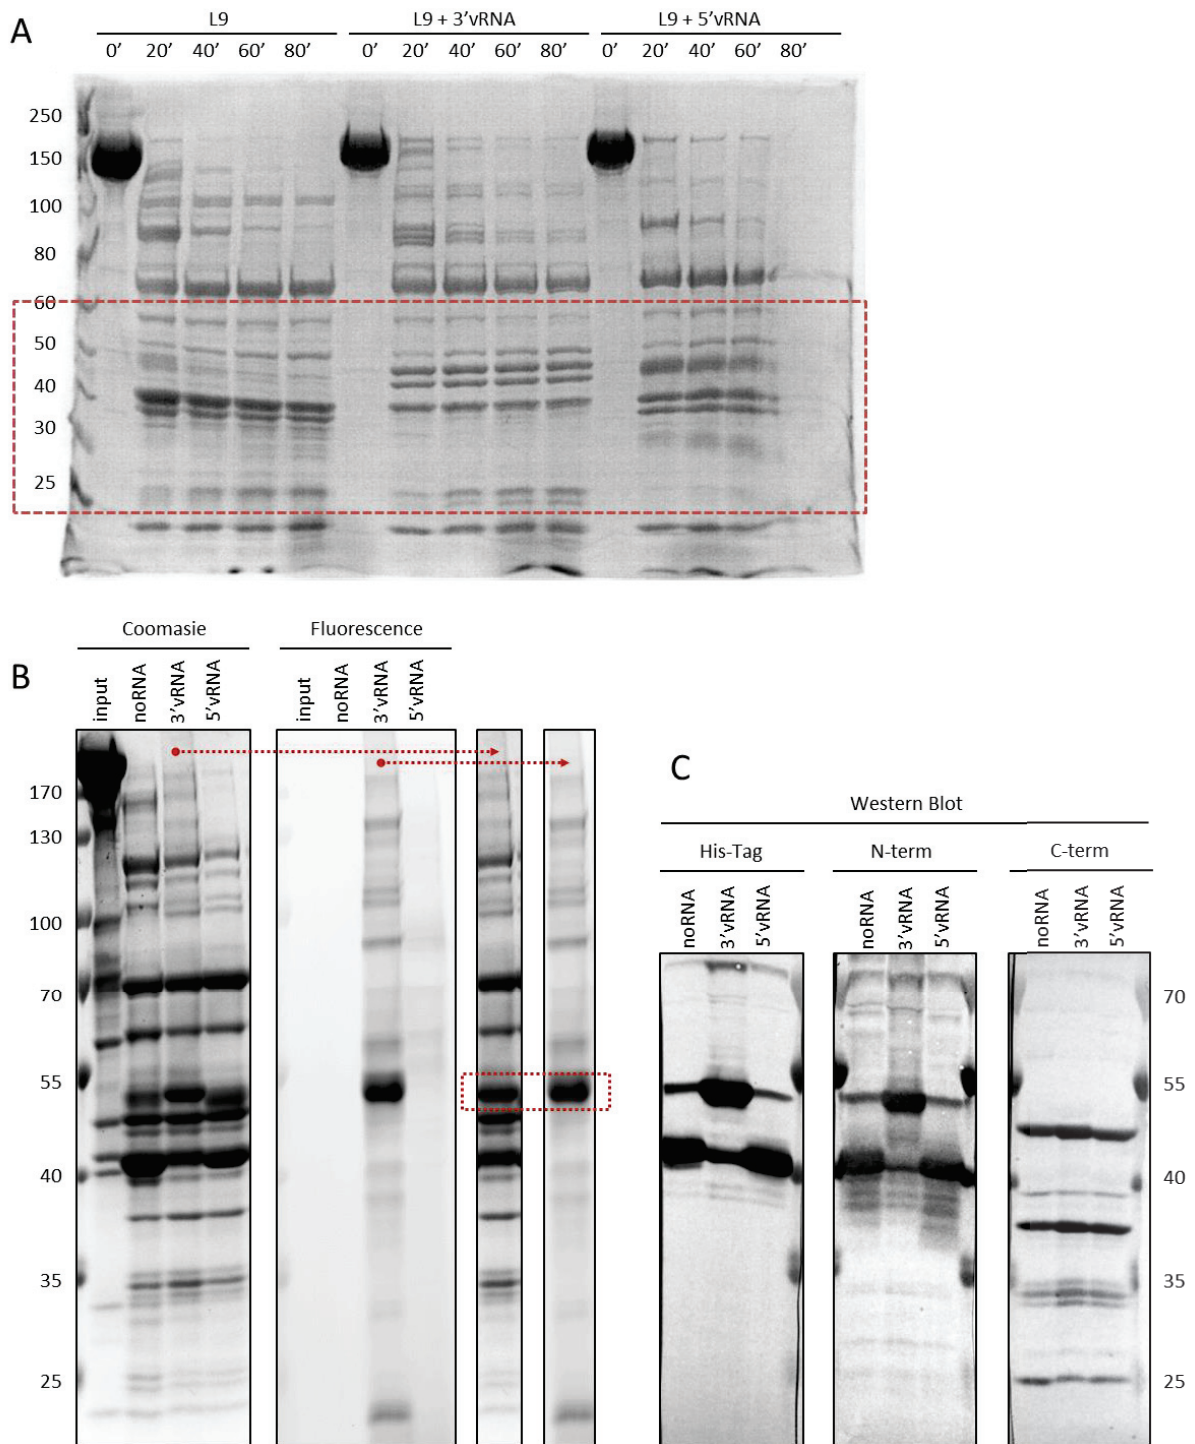 A
L9 L9 + 3’vRNA L9 + 5’vRNA
0’ 20’ 40’ 60’ 80’ 0’ 20’ 40’ 60’ 80’ 0’ 20’ 40’ 60’ 80’
250
150
100
80
60
50
40
30
25
B
Coomasie Fluorescence
input noRNA 3’vRNA 5’vRNA input noRNA 3’vRNA 5’vRNA
170
130
100
70
55
40
35
25
C
Western Blot
His-Tag N-term C-term
noRNA 3’vRNA 5’vRNA noRNA 3’vRNA 5’vRNA noRNA 3’vRNA 5’vRNA
70
55
40
35
25